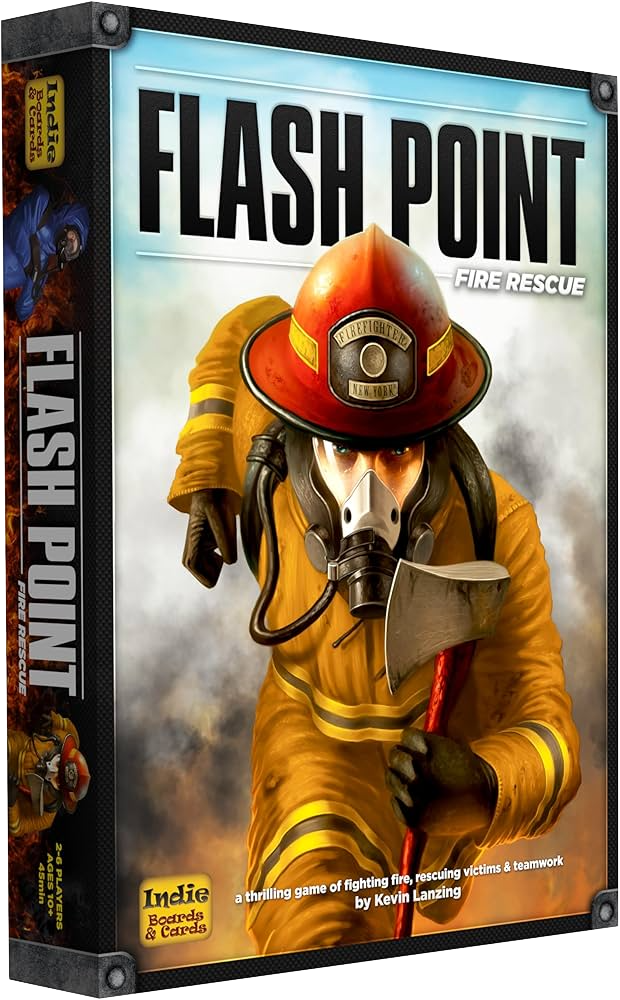 FLASH POINT
FIRE RESCUE
FIREFIGHTER
NEW YORK
a thrilling game of fighting fire, rescuing victims & teamwork
by Kevin Lanzing
Indie
Boards
& Cards
Indie
Boards
& Cards
FLASH POINT
FIRE RESCUE
2-6 PLAYERS
AGES 10+
45min